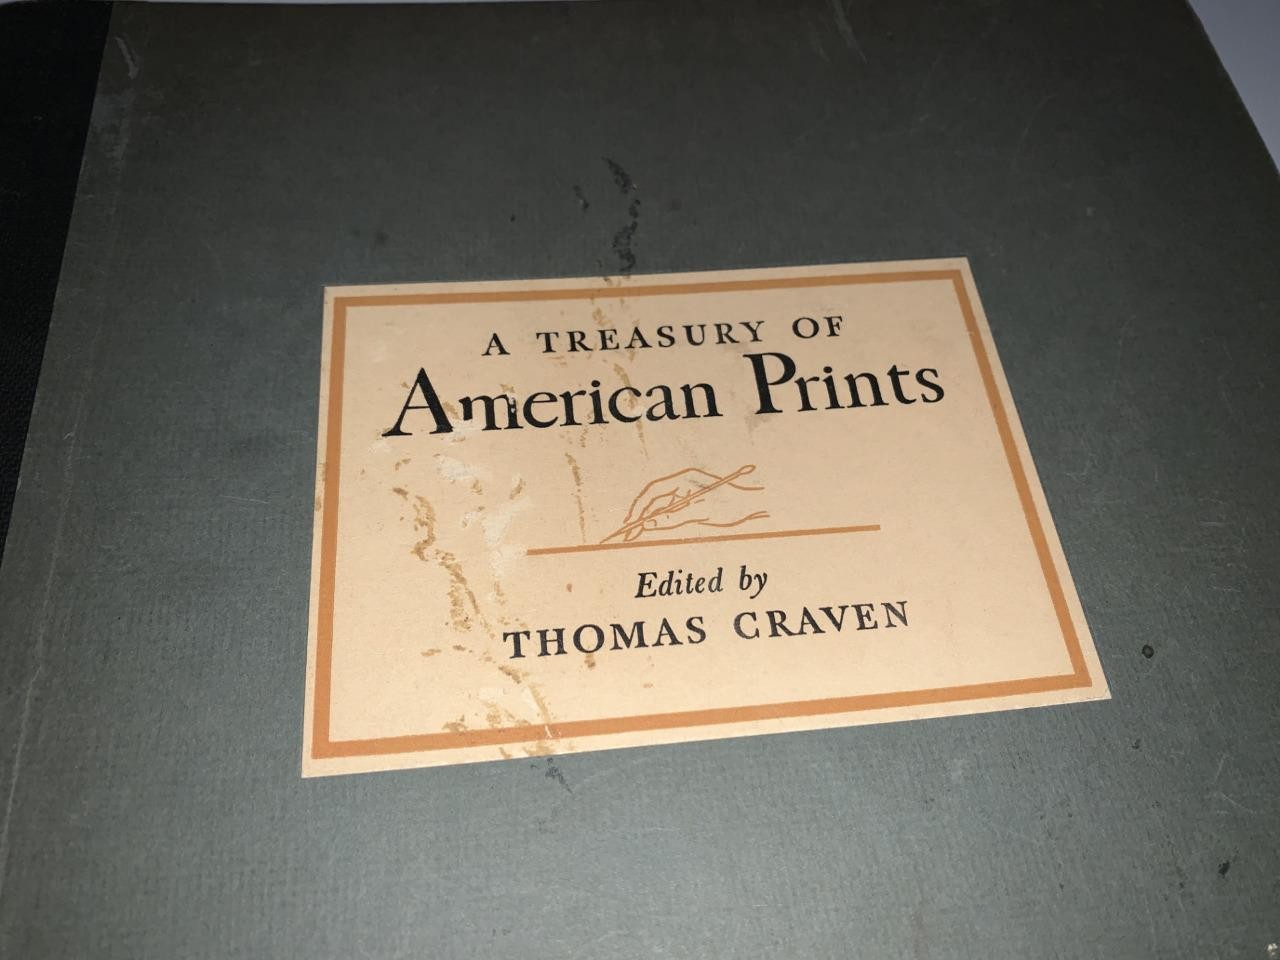 A TREASURY OF
American Prints
Edited by
THOMAS CRAVEN